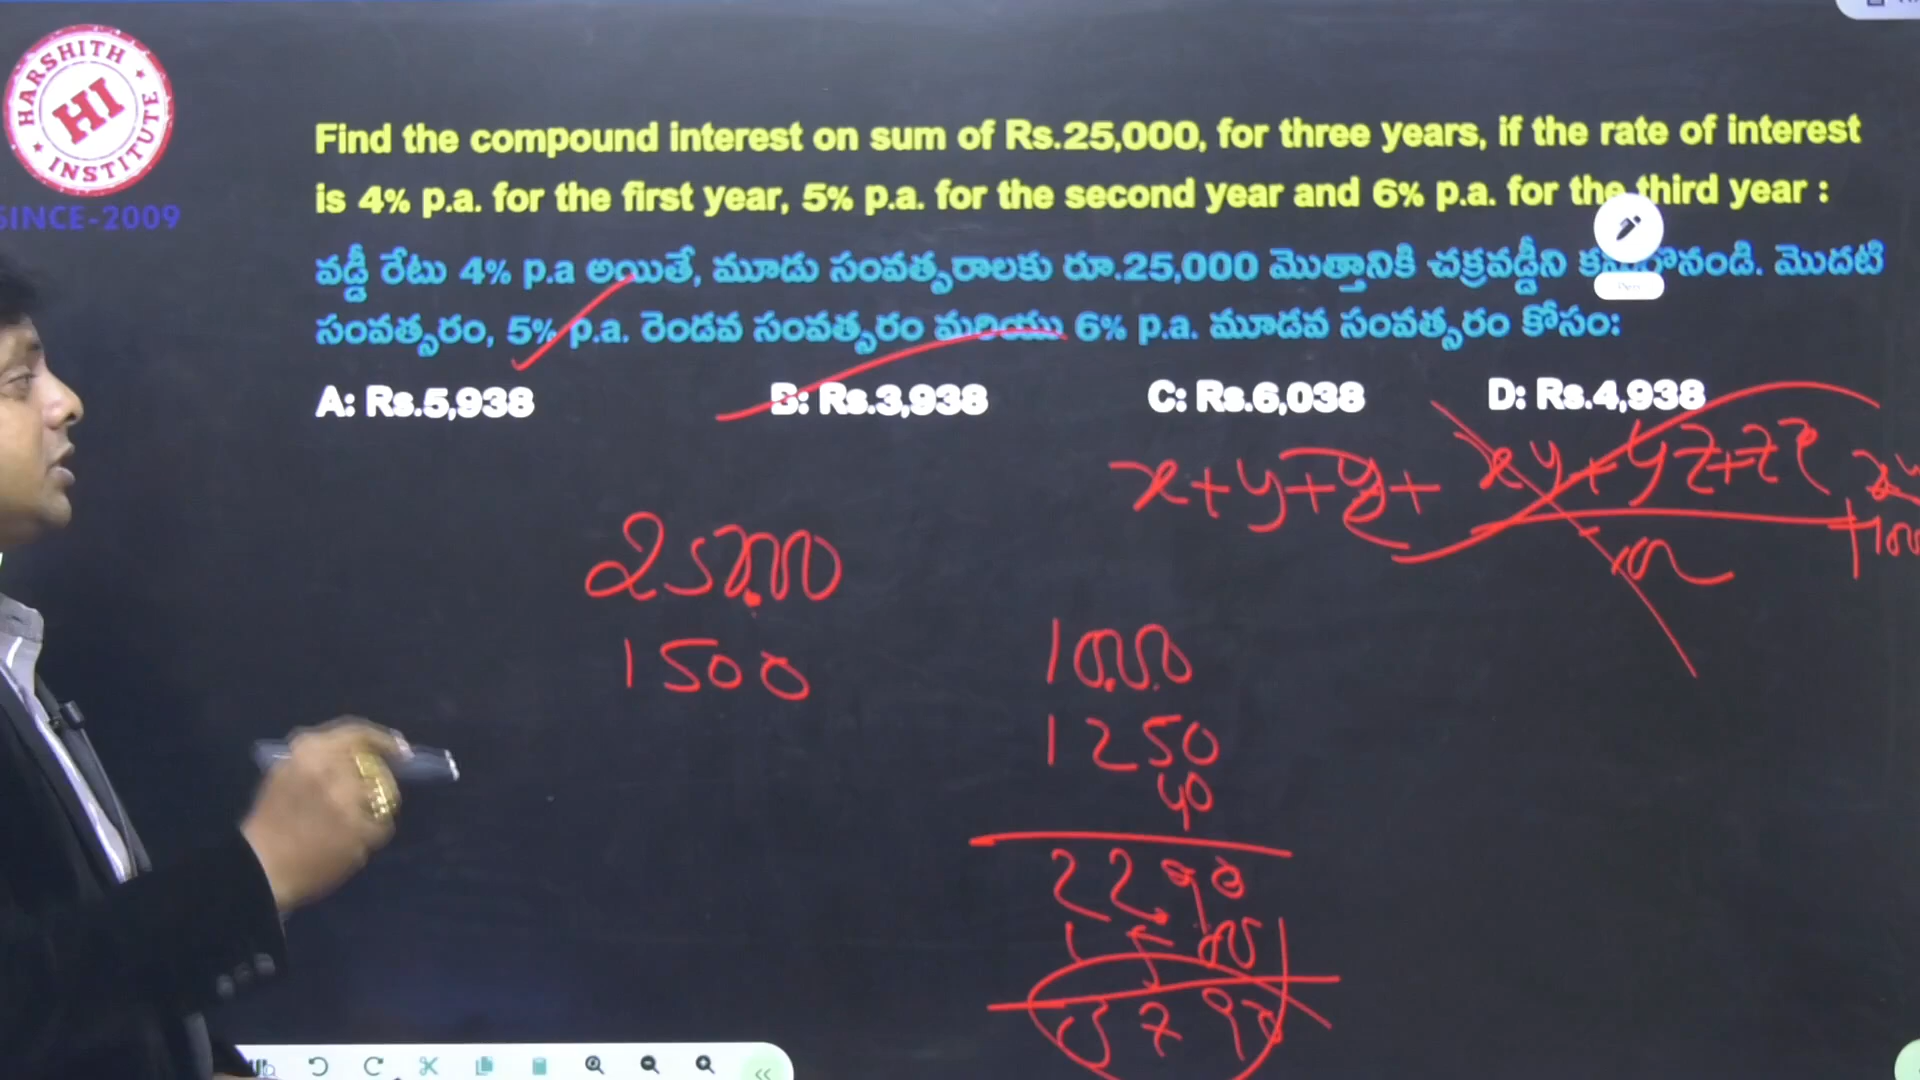 HARSHITH
HI
INSTITUTE
SINCE-2009
Find the compound interest on sum of Rs.25,000, for three years, if the rate of interest
is 4% p.a. for the first year, 5% p.a. for the second year and 6% p.a. for the third year :
వడ్డీ రేటు 4% p.a అయితే, మూడు సంవత్సరాలకు రూ.25,000 మొత్తానికి చక్రవడ్డీని మొదటి
సంవత్సరం, 5% p.a. రెండవ సంవత్సరం మరియు 6% p.a. మూడవ సంవత్సరం కోసం:
A: Rs.5,938 B: Rs.3,938 C: Rs.6,038 D: Rs.4,938
x+y+z+
25000
1500
1000
1250
40
2290
1500
3790